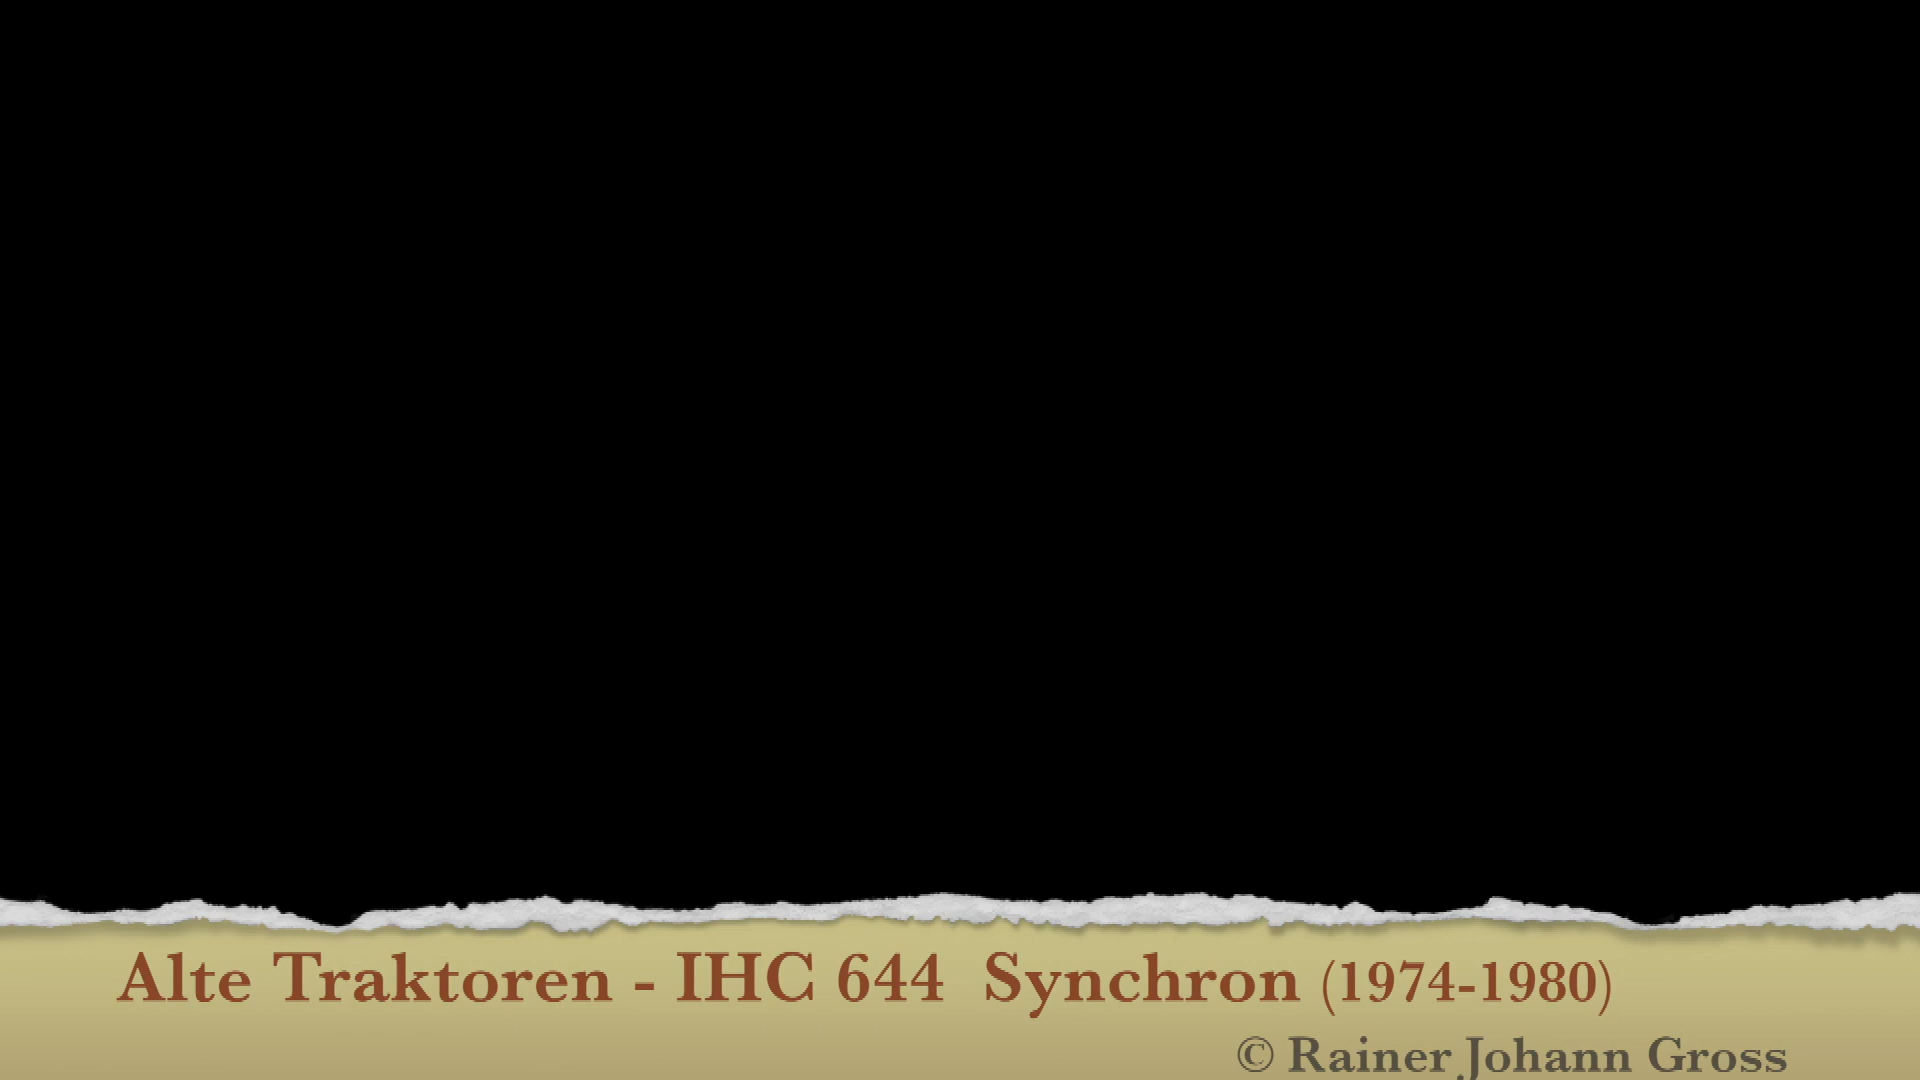 Alte Traktoren - IHC 644 Synchron (1974-1980)
© Rainer Johann Gross